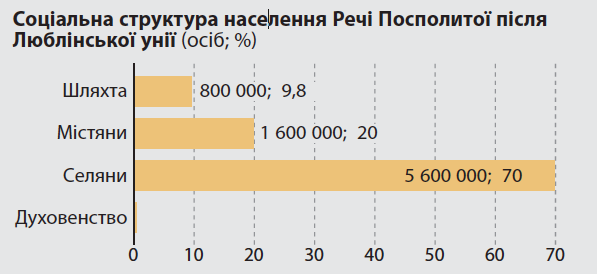 Соціальна структура населення Речі Посполитої після
Люблінської унії (осіб; %)
Шляхта 800 000; 9,8
Містяни 1 600 000; 20
Селяни 5 600 000; 70
Духовенство
0 10 20 30 40 50 60 70